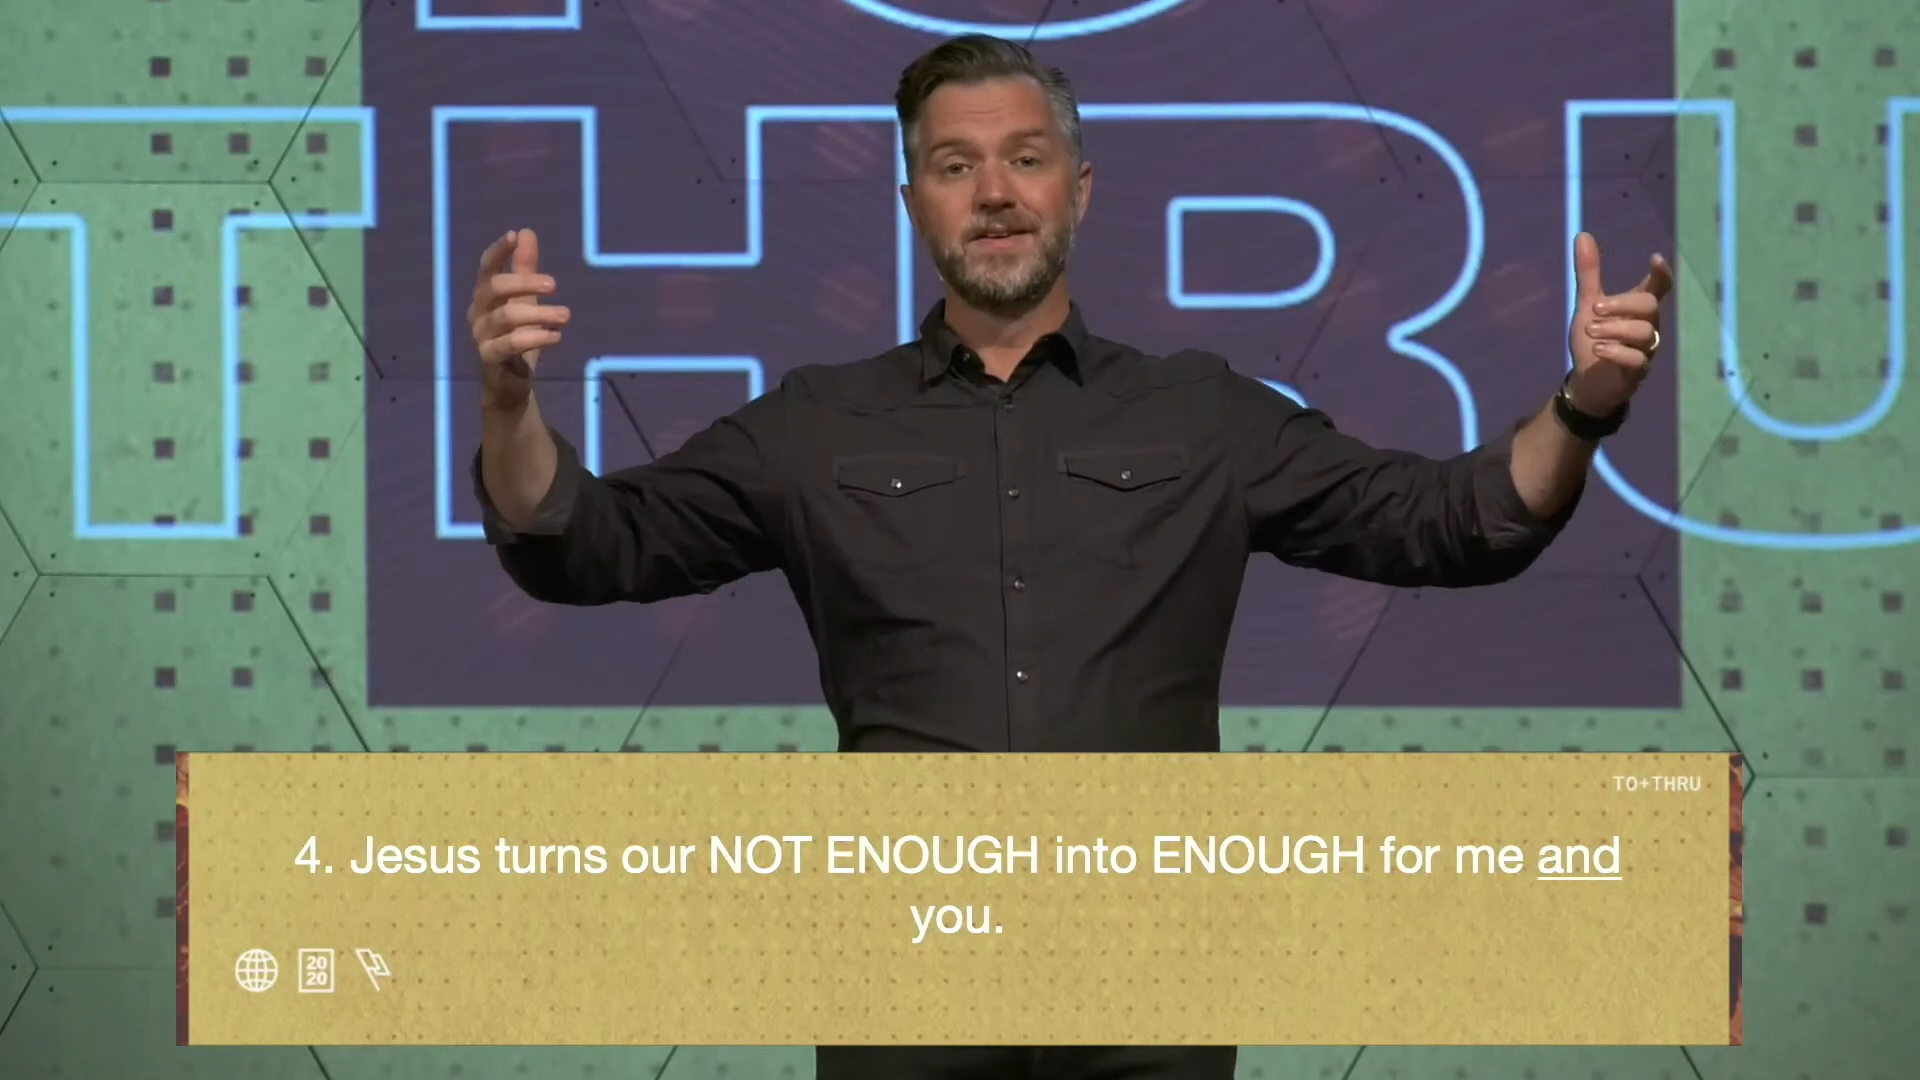 THRU
TO+THRU
4. Jesus turns our NOT ENOUGH into ENOUGH for me and
you.
20
20